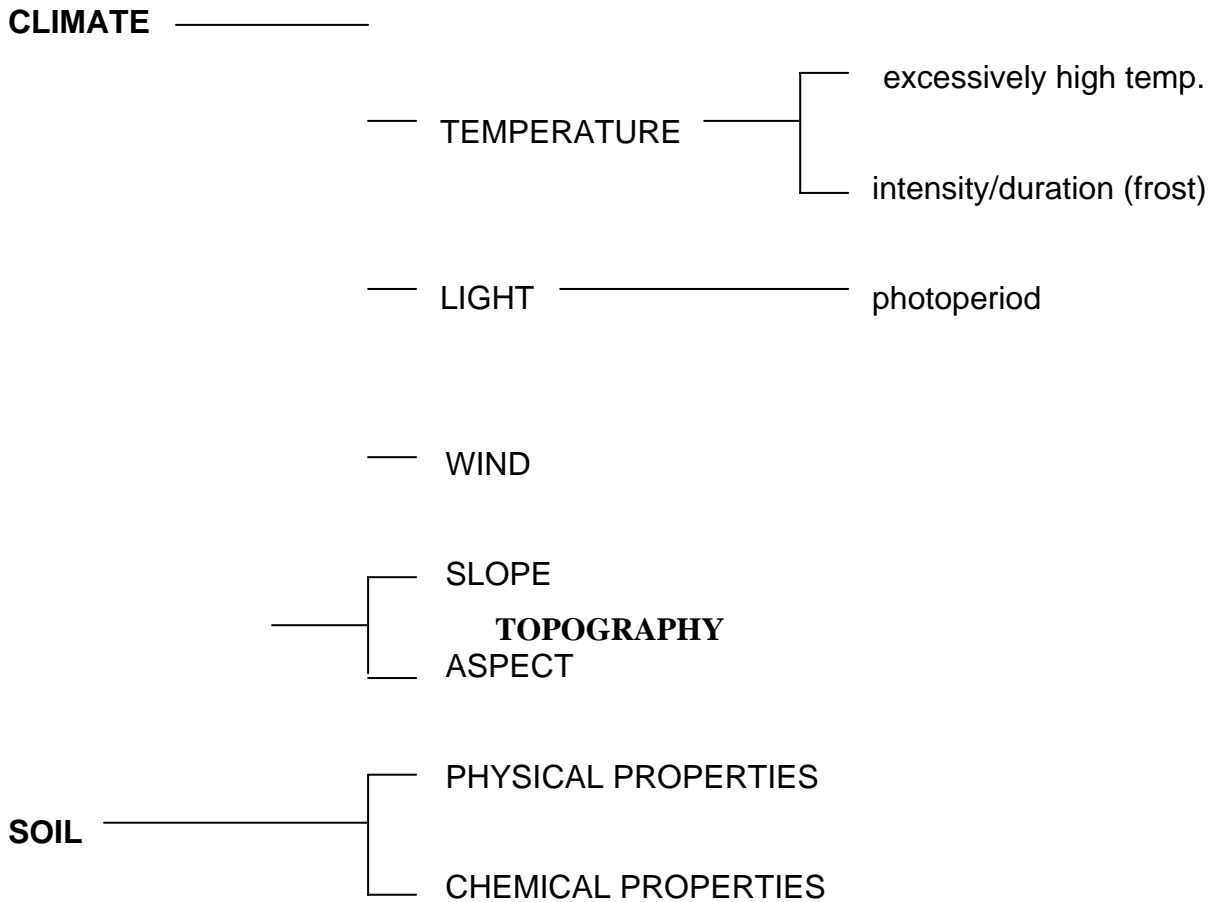 CLIMATE
excessively high temp.
TEMPERATURE
intensity/duration (frost)
LIGHT photoperiod
WIND
SLOPE
TOPOGRAPHY
ASPECT
PHYSICAL PROPERTIES
SOIL
CHEMICAL PROPERTIES